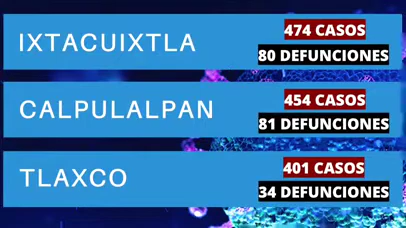 IXTACUIXTLA
474 CASOS
80 DEFUNCIONES
CALPULALPAN
454 CASOS
81 DEFUNCIONES
TLAXCO
401 CASOS
34 DEFUNCIONES